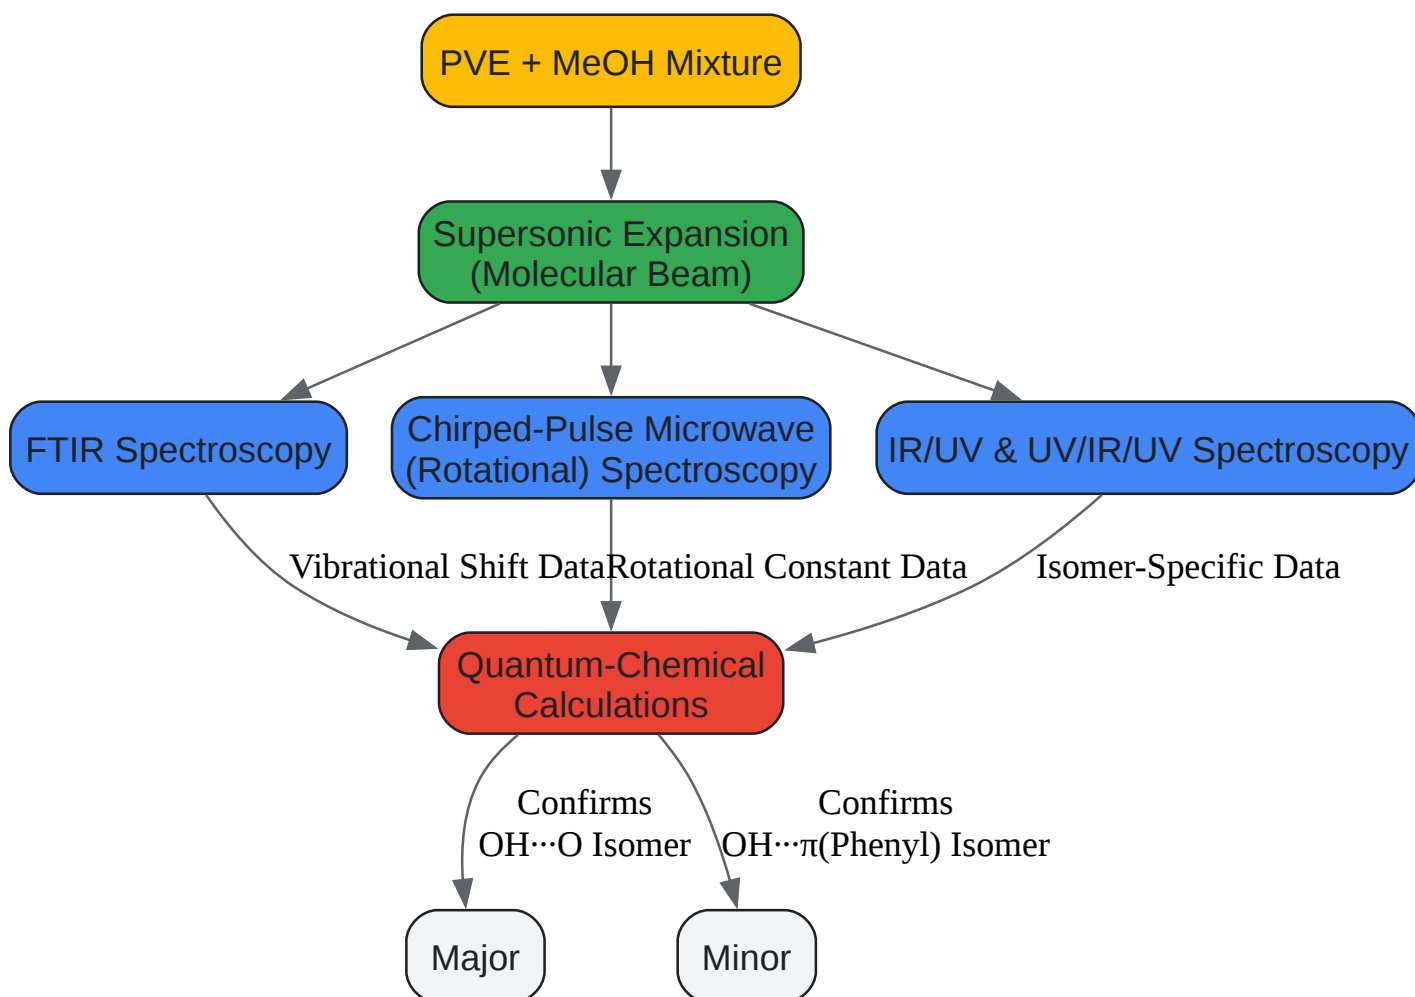 PVE + MeOH Mixture
Supersonic Expansion
(Molecular Beam)
FTIR Spectroscopy
Chirped-Pulse Microwave
(Rotational) Spectroscopy
IR/UV & UV/IR/UV Spectroscopy
Vibrational Shift Data
Rotational Constant Data
Isomer-Specific Data
Quantum-Chemical
Calculations
Confirms
OH···O Isomer
Confirms
OH···π(Phenyl) Isomer
Major
Minor